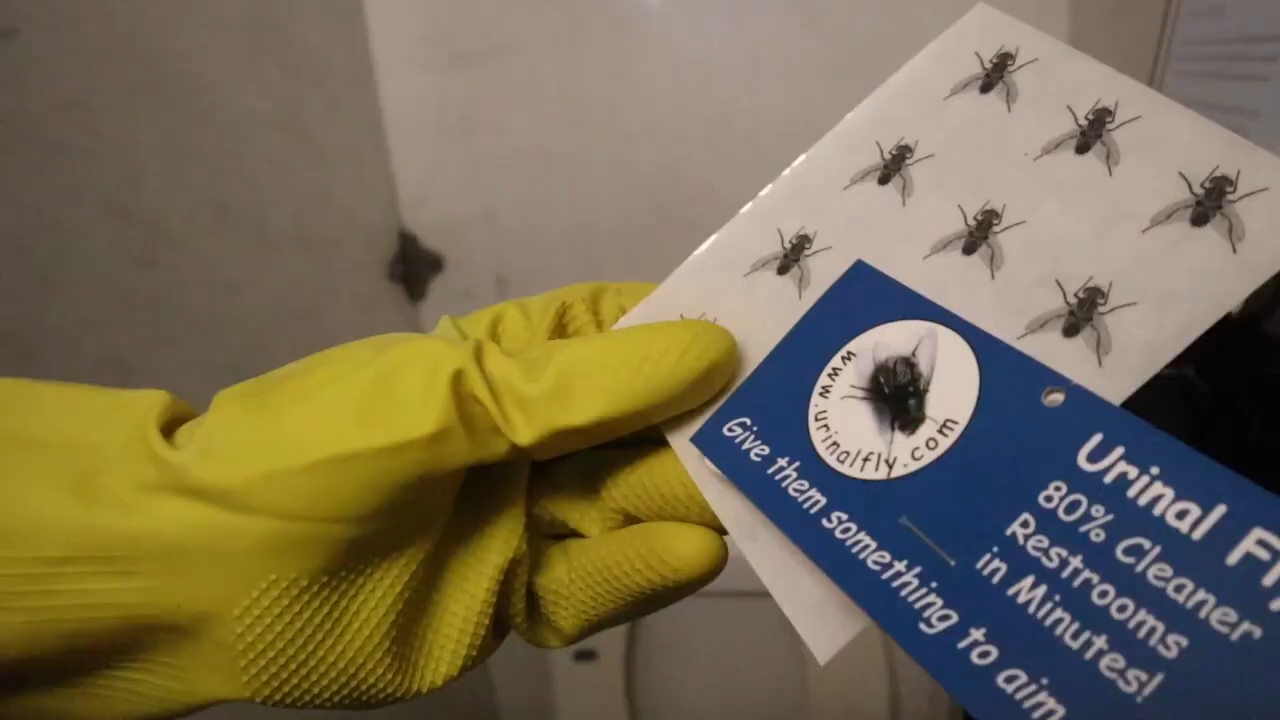 www.urinalfly.com
Give them something to aim
Urinal
80% Cleaner
Restrooms
in Minutes!